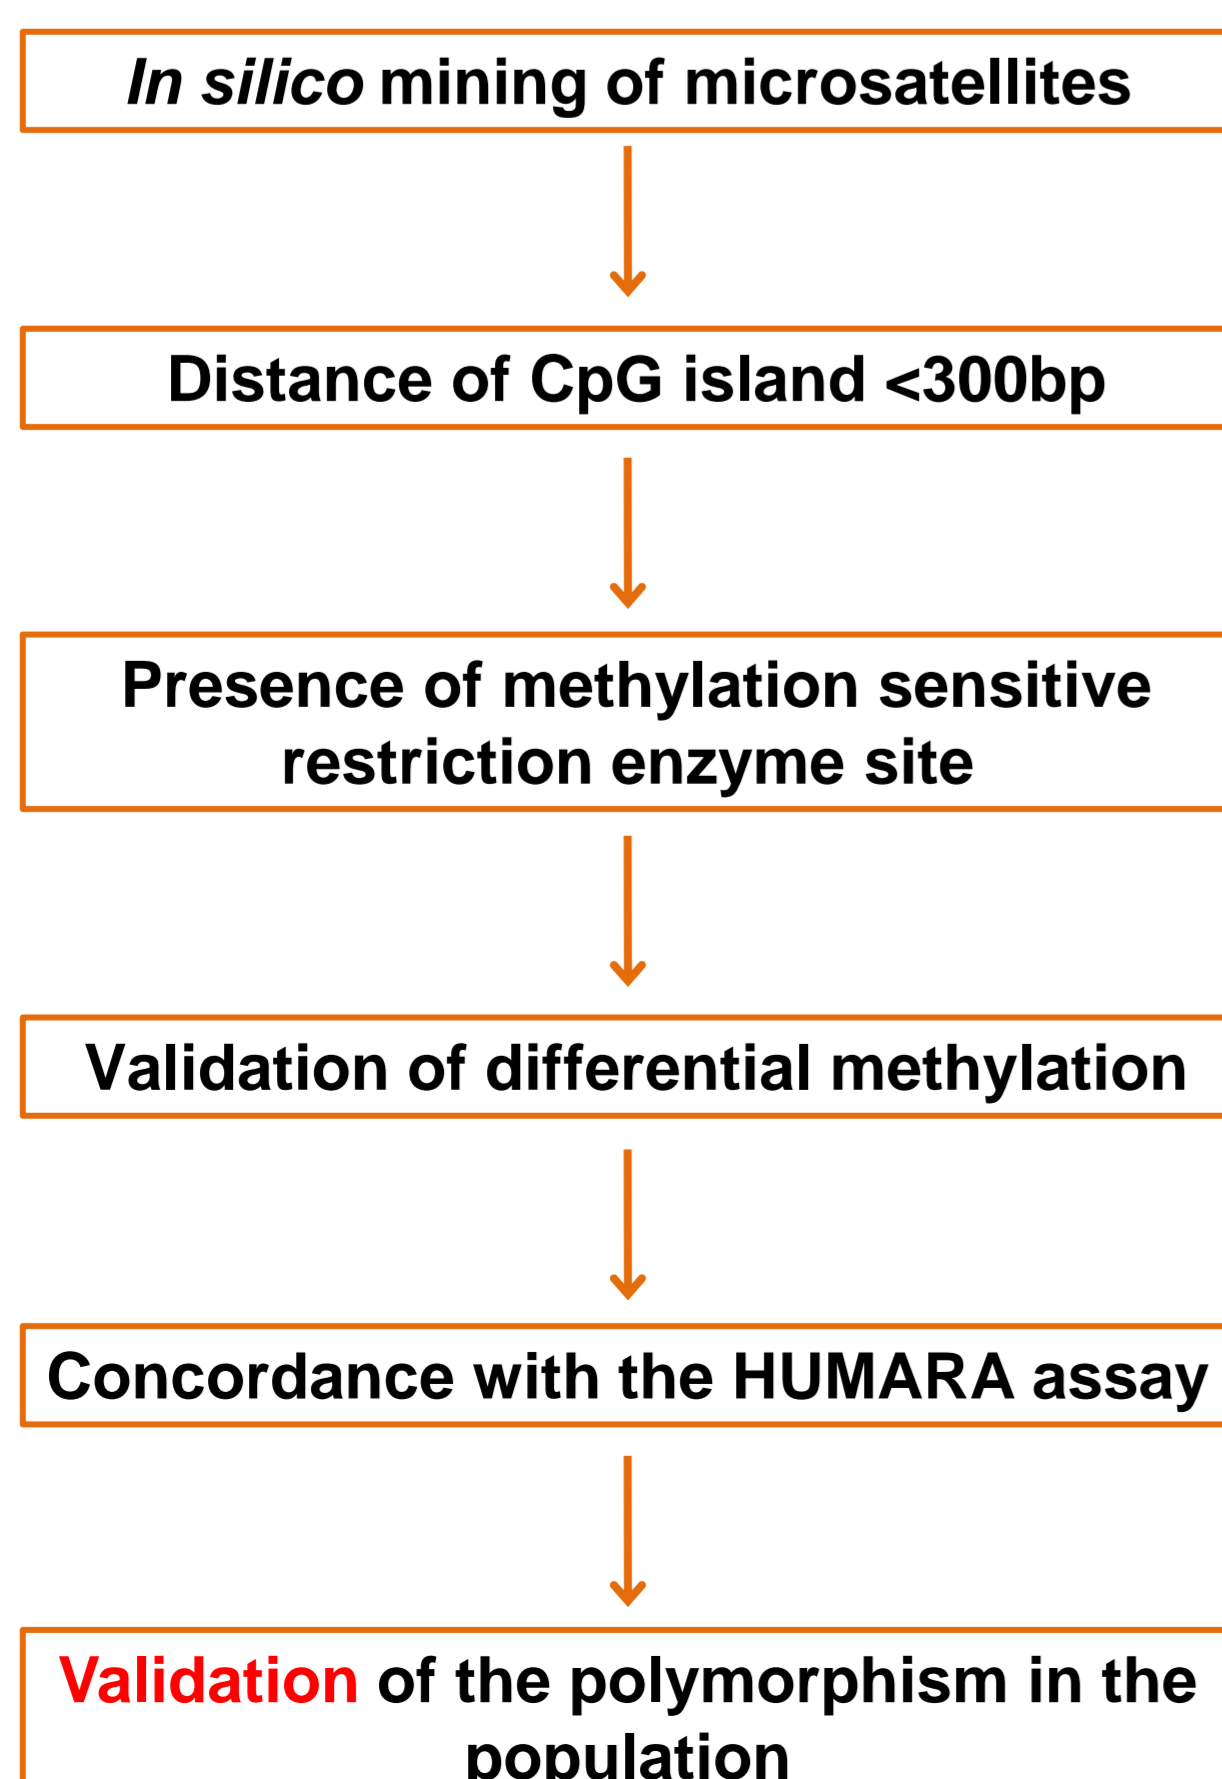 In silico mining of microsatellites
Distance of CpG island <300bp
Presence of methylation sensitive
restriction enzyme site
Validation of differential methylation
Concordance with the HUMARA assay
Validation of the polymorphism in the
population